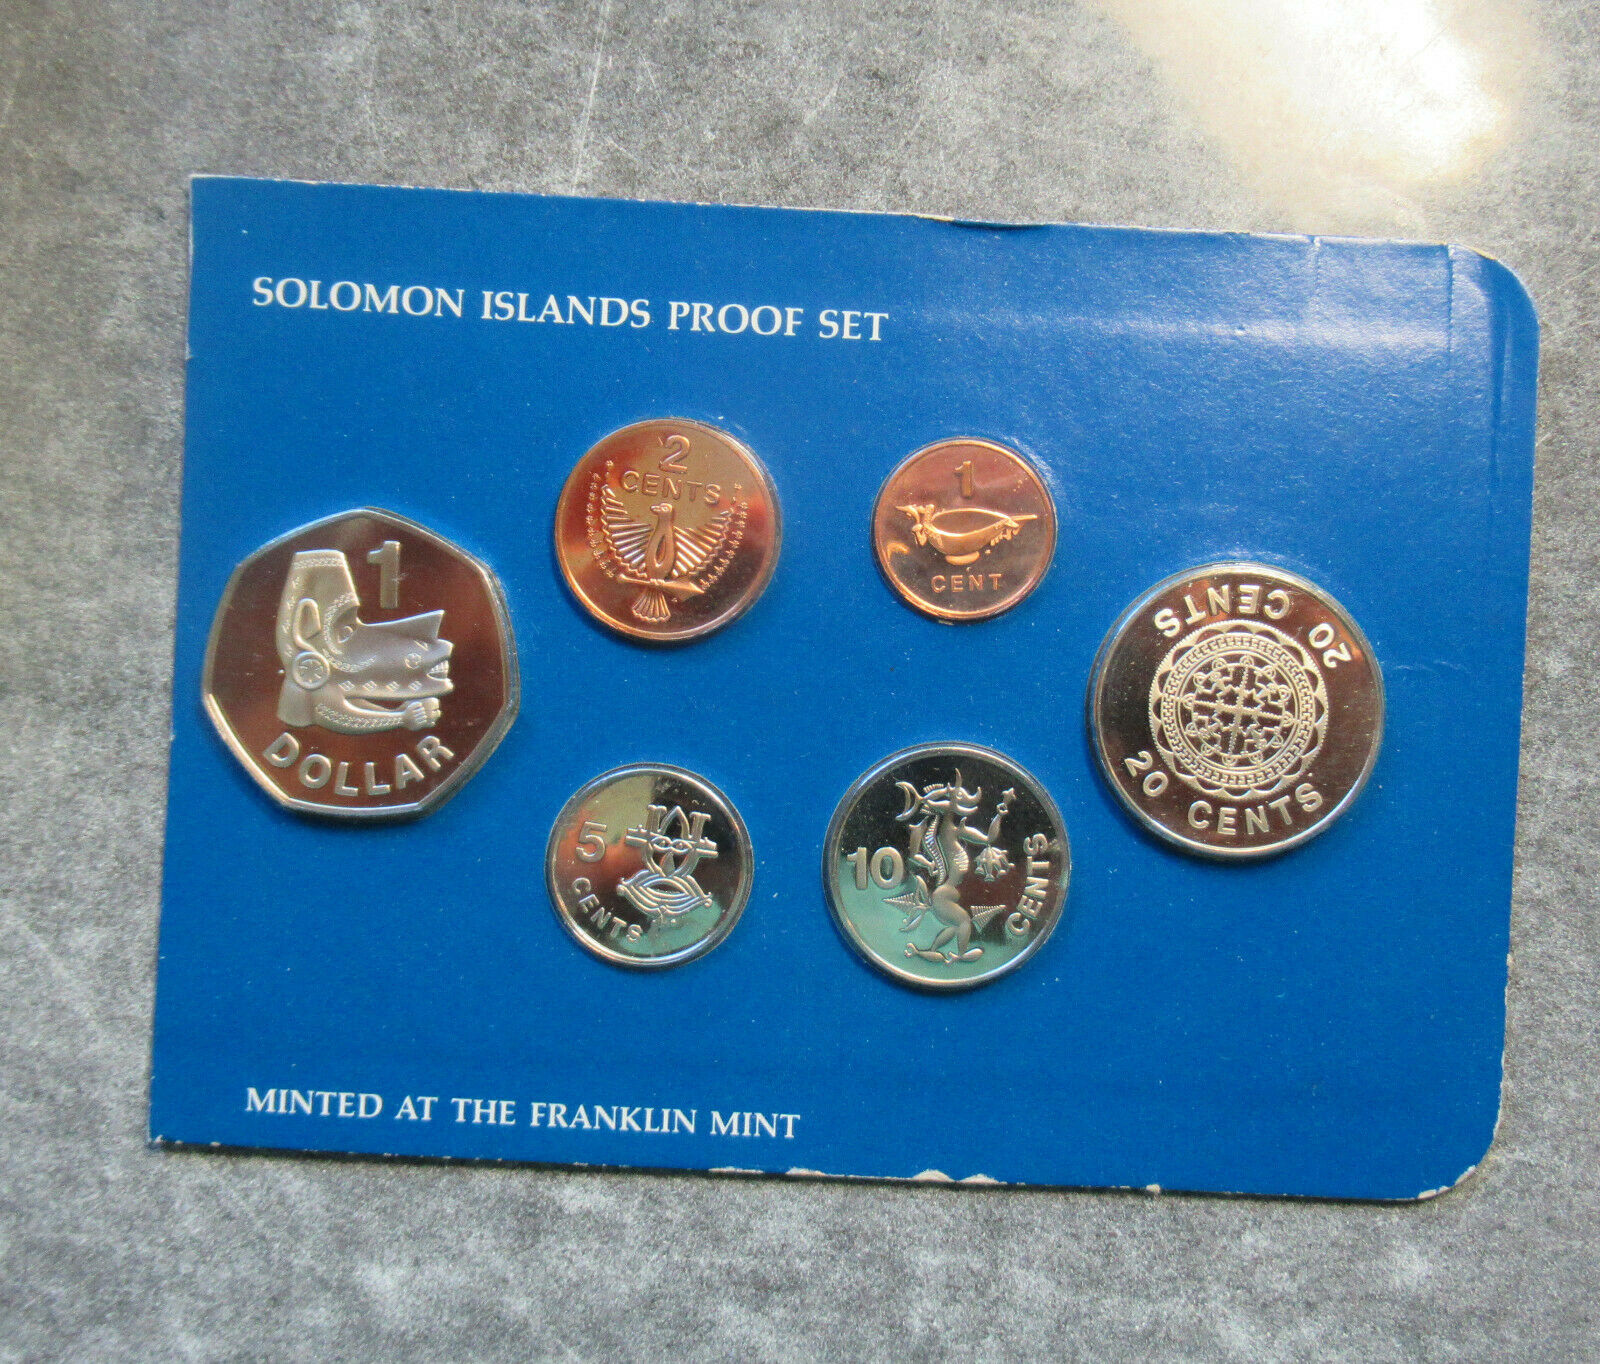 SOLOMON ISLANDS PROOF SET
2
CENTS
1
CENT
1
DOLLAR
20 CENTS
20 CENTS
5
CENTS
10
CENTS
MINTED AT THE FRANKLIN MINT